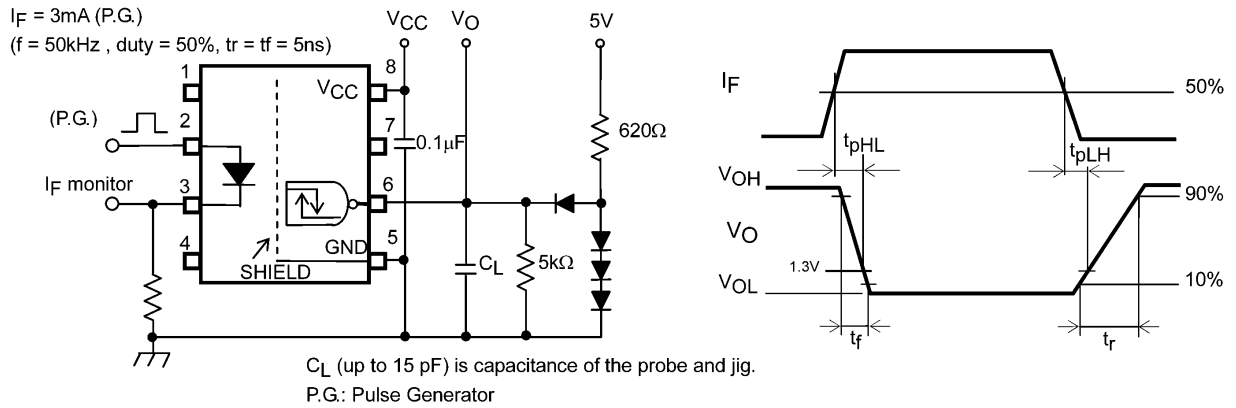 IF = 3mA (P.G.)
(f = 50kHz , duty = 50%, tr = tf = 5ns)
VCC
VO
5V
1
8
VCC
(P.G.)
2
7
0.1μF
620Ω
IF monitor
3
6
4
GND
5
SHIELD
CL
5kΩ
CL (up to 15 pF) is capacitance of the probe and jig.
P.G.: Pulse Generator
IF
50%
tpHL
tpLH
VOH
90%
VO
1.3V
VOL
10%
tf
tr